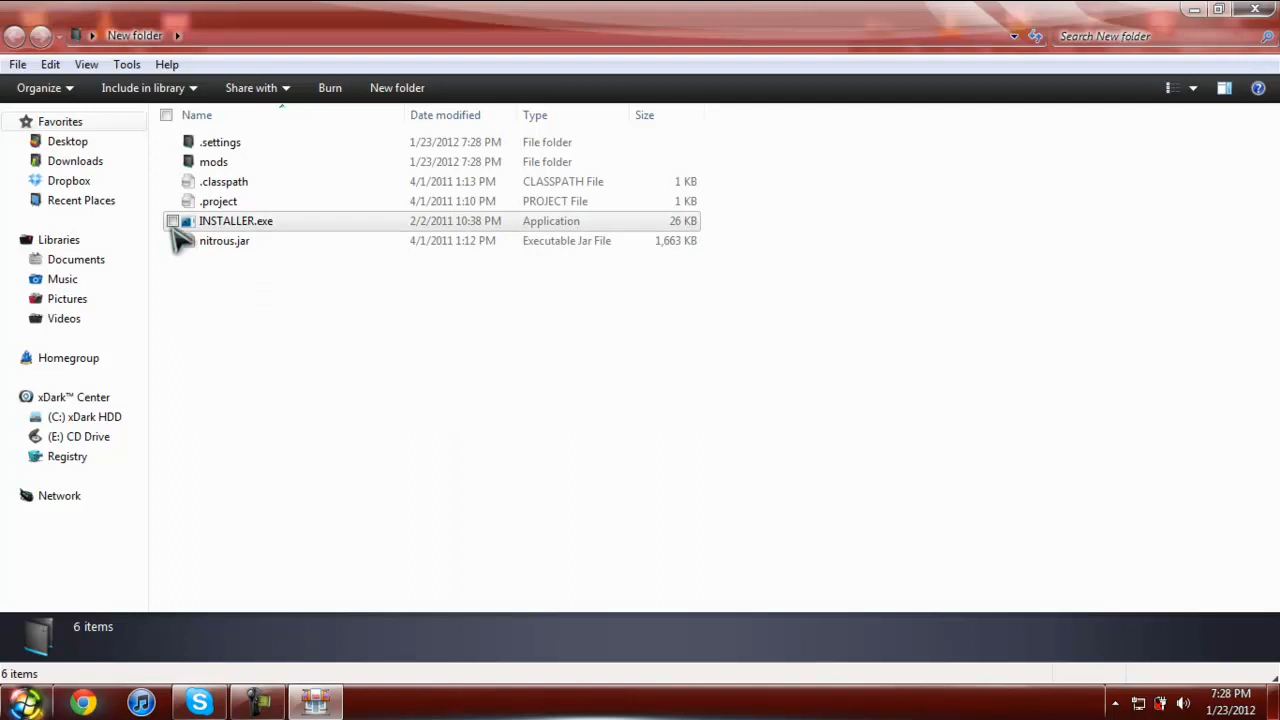 New folder
Search New folder
File Edit View Tools Help
Organize Include in library Share with Burn New folder
Name Date modified Type Size
Favorites
Desktop
Downloads
Dropbox
Recent Places
Libraries
Documents
Music
Pictures
Videos
Homegroup
xDark™ Center
(C:) xDark HDD
(E:) CD Drive
Registry
Network
.settings 1/23/2012 7:28 PM File folder
mods 1/23/2012 7:28 PM File folder
.classpath 4/1/2011 1:13 PM CLASSPATH File 1 KB
.project 4/1/2011 1:10 PM PROJECT File 1 KB
INSTALLER.exe 2/2/2011 10:38 PM Application 26 KB
nitrous.jar 4/1/2011 1:12 PM Executable Jar File 1,663 KB
6 items
6 items
7:28 PM
1/23/2012